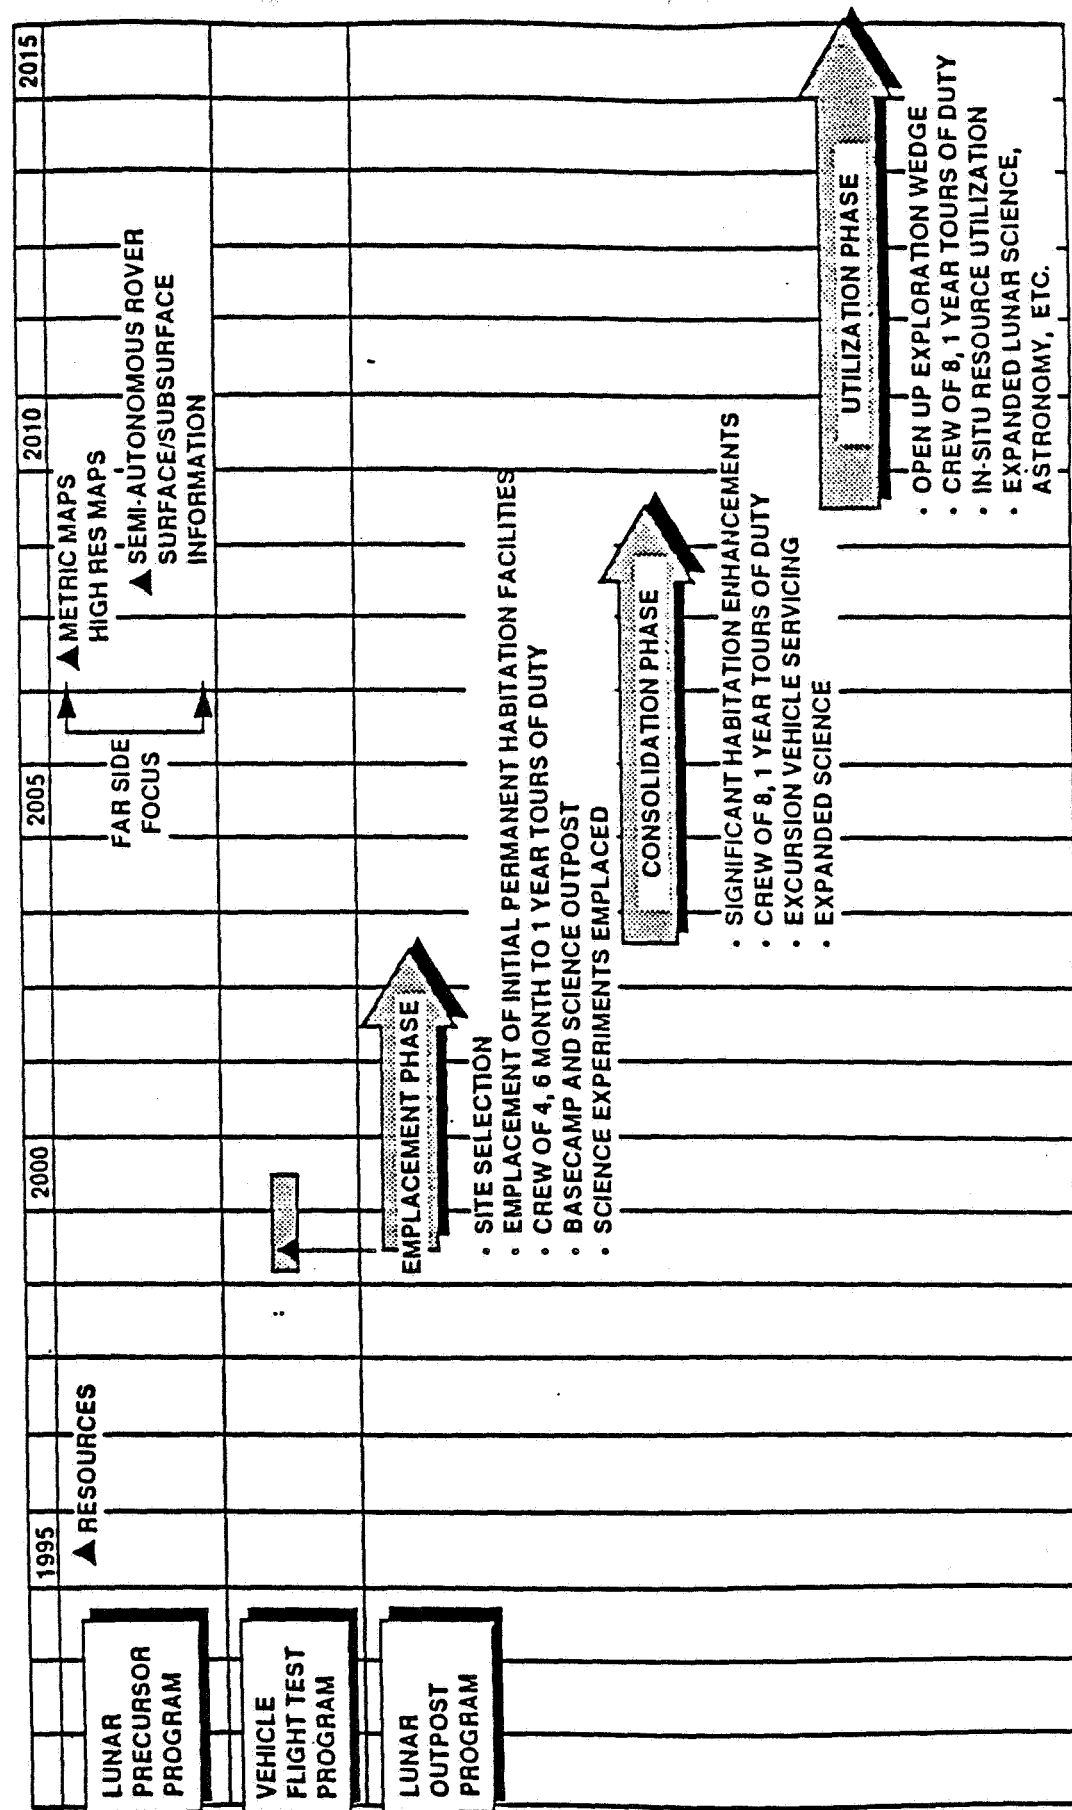 1995
2000
2005
2010
2015
LUNAR
PRECURSOR
PROGRAM
▲ RESOURCES
FAR SIDE
FOCUS
▲ METRIC MAPS
HIGH RES MAPS
▲ SEMI-AUTONOMOUS ROVER
SURFACE/SUBSURFACE
INFORMATION
VEHICLE
FLIGHT TEST
PROGRAM
LUNAR
OUTPOST
PROGRAM
EMPLACEMENT PHASE
• SITE SELECTION
• EMPLACEMENT OF INITIAL PERMANENT HABITATION FACILITIES
• CREW OF 4, 6 MONTH TO 1 YEAR TOURS OF DUTY
• BASECAMP AND SCIENCE OUTPOST
• SCIENCE EXPERIMENTS EMPLACED
CONSOLIDATION PHASE
• SIGNIFICANT HABITATION ENHANCEMENTS
• CREW OF 8, 1 YEAR TOURS OF DUTY
• EXCURSION VEHICLE SERVICING
• EXPANDED SCIENCE
UTILIZATION PHASE
• OPEN UP EXPLORATION WEDGE
• CREW OF 8, 1 YEAR TOURS OF DUTY
• IN-SITU RESOURCE UTILIZATION
• EXPANDED LUNAR SCIENCE,
ASTRONOMY, ETC.